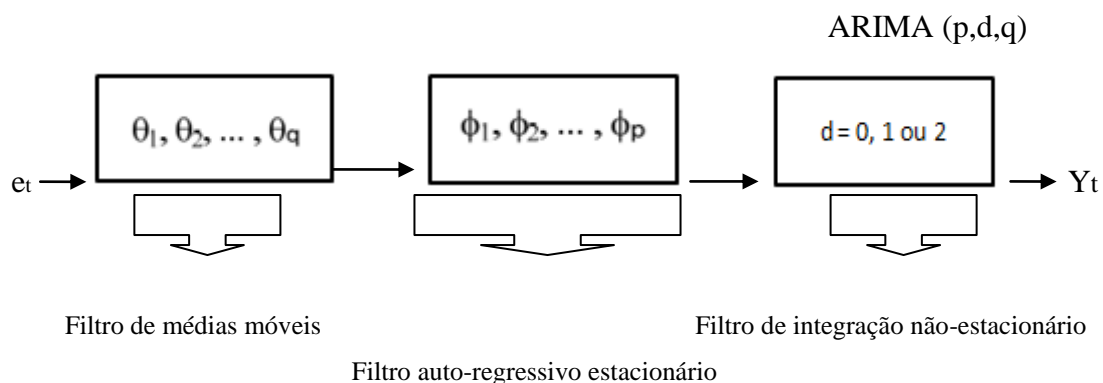 ARIMA (p,d,q)
θ1, θ2, ... , θq
ϕ1, ϕ2, ... , ϕp
d = 0, 1 ou 2
et
Yt
Filtro de médias móveis
Filtro de integração não-estacionário
Filtro auto-regressivo estacionário